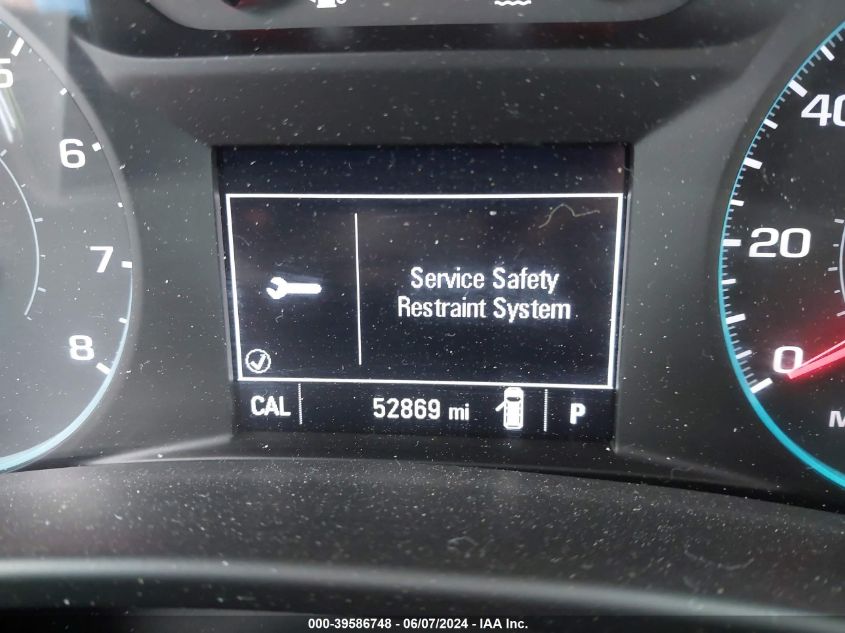 5
6
7
8
Service Safety
Restraint System
CAL 52869 mi P
40
20
0
000-39586748 - 06/07/2024 - IAA Inc.